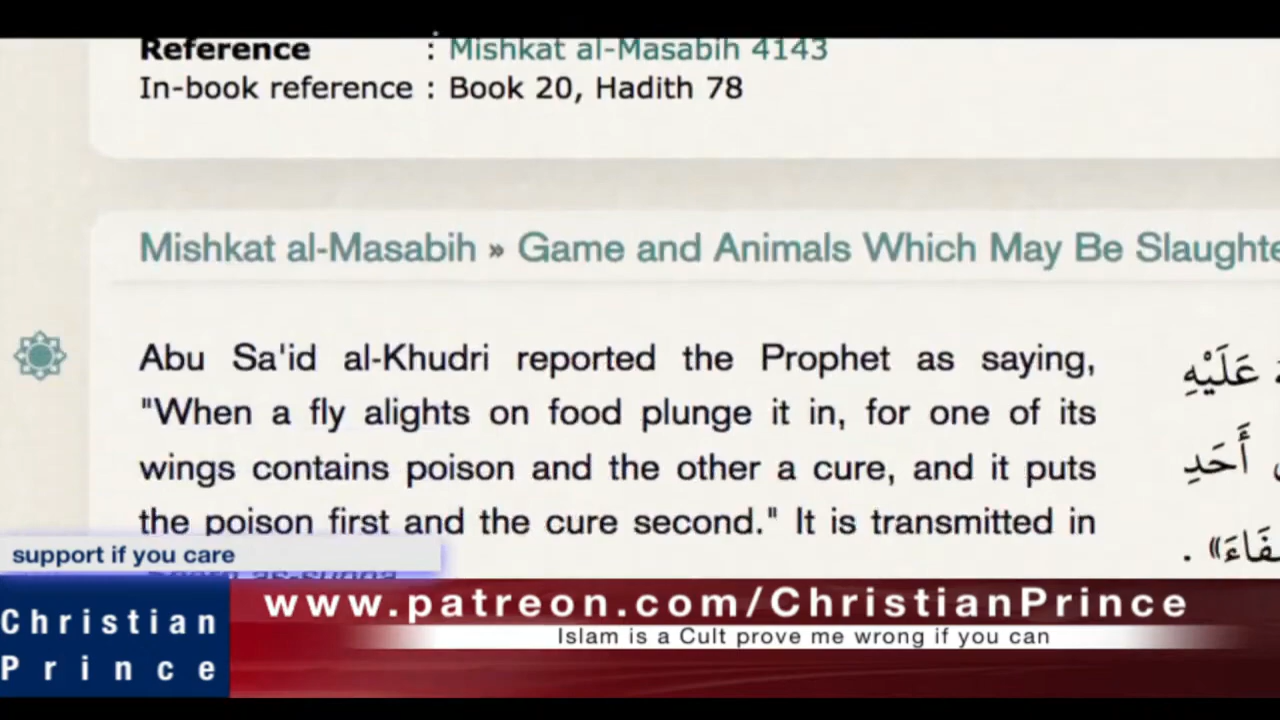 Reference : Mishkat al-Masabih 4143
In-book reference : Book 20, Hadith 78
Mishkat al-Masabih » Game and Animals Which May Be Slaughte
Abu Sa'id al-Khudri reported the Prophet as saying,
"When a fly alights on food plunge it in, for one of its
wings contains poison and the other a cure, and it puts
the poison first and the cure second." It is transmitted in
عَلَيْهِ
أَحَدِ
فَاءَ» .
support if you care
www.patreon.com/ChristianPrince
Islam is a Cult prove me wrong if you can
Christian
Prince